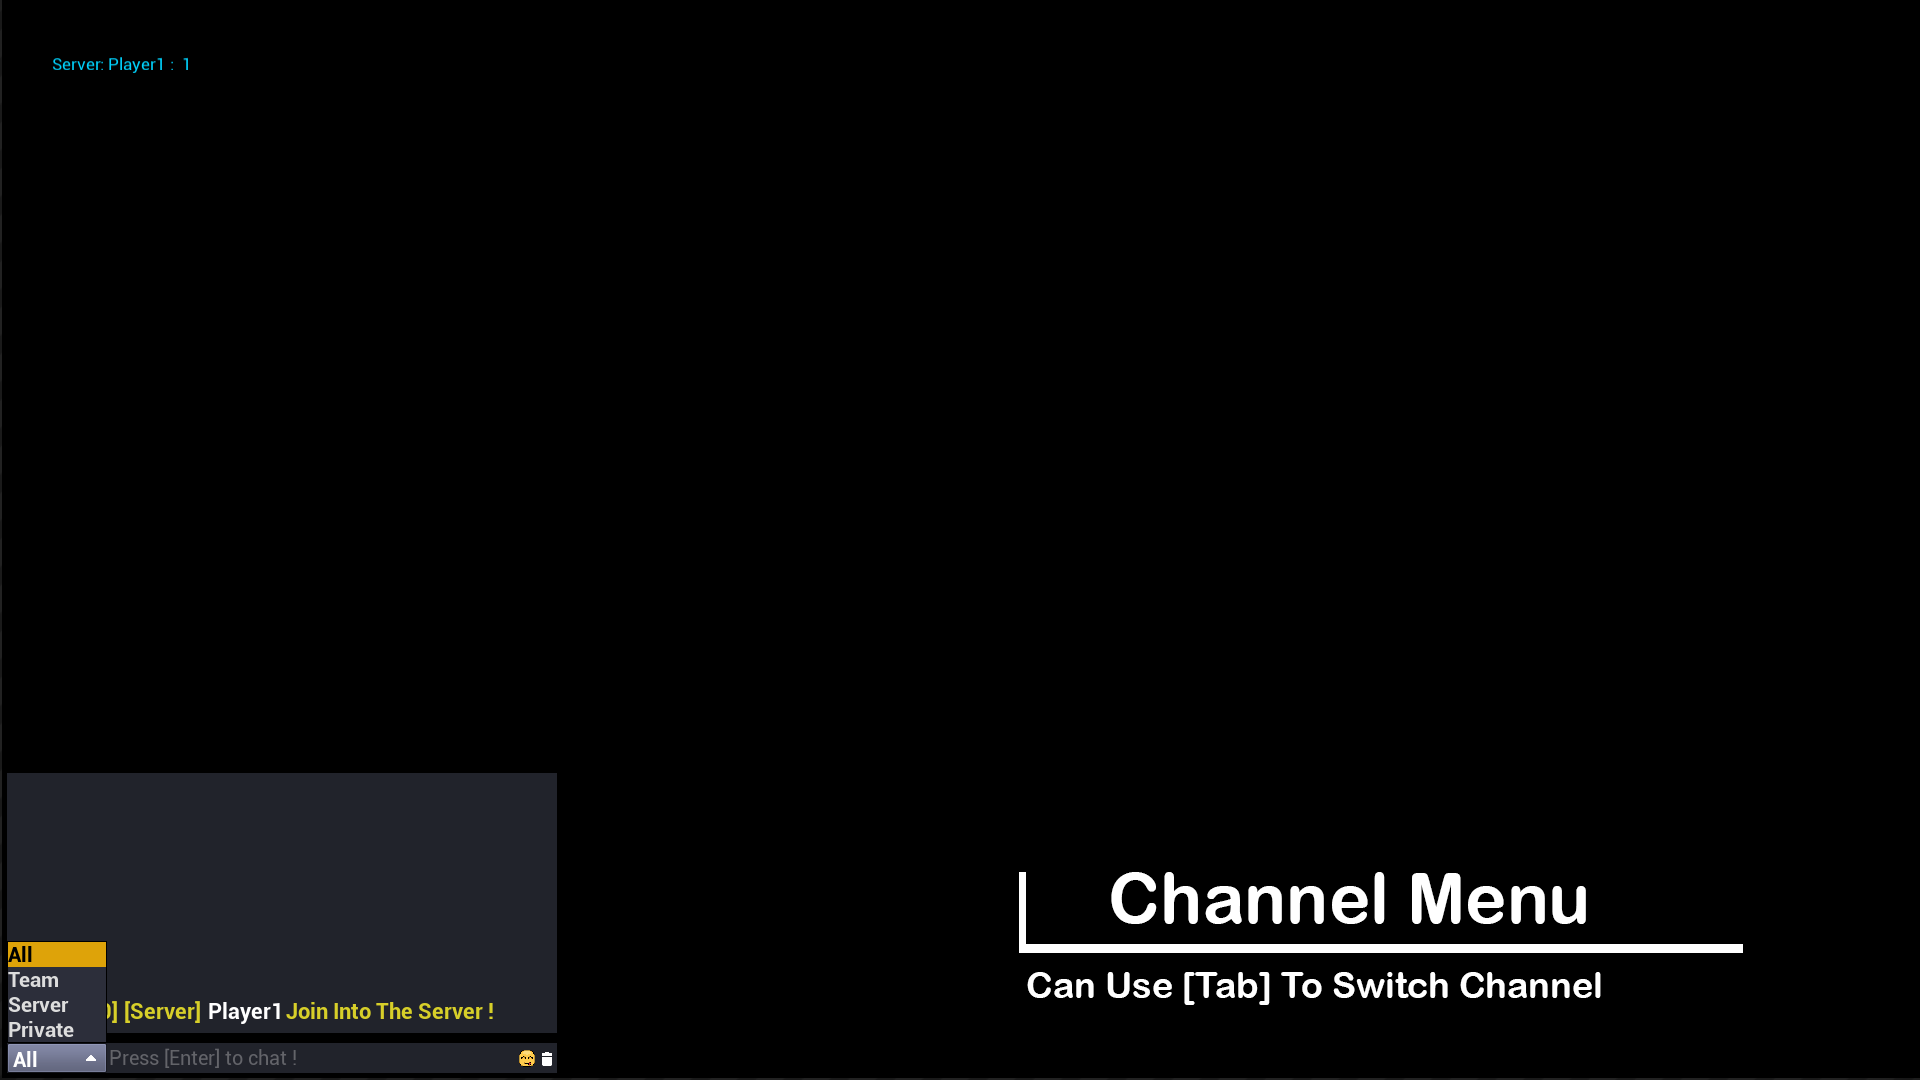 Server: Player1 : 1
Channel Menu
Can Use [Tab] To Switch Channel
All
Team
Server
Private
] [Server] Player1 Join Into The Server !
All
Press [Enter] to chat !